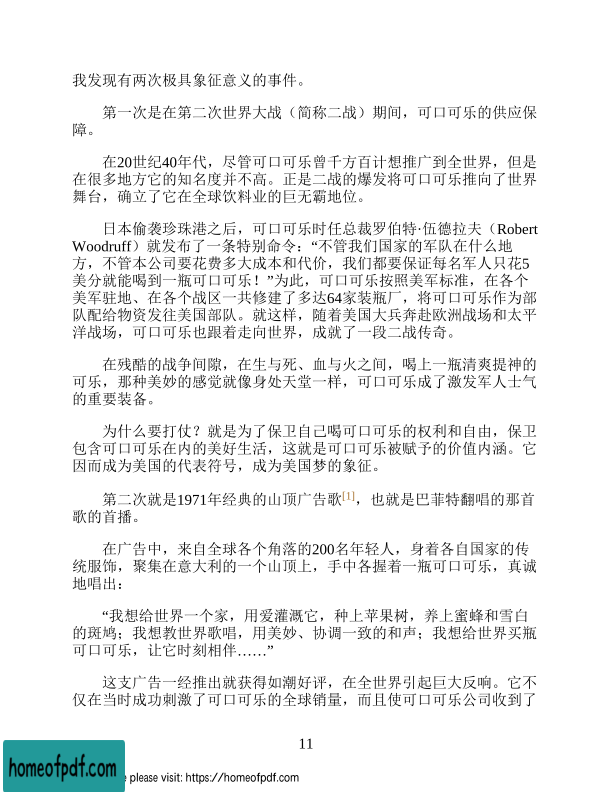 我发现有两次极具象征意义的事件。
第一次是在第二次世界大战（简称二战）期间，可口可乐的供应保
障。
在20世纪40年代，尽管可口可乐曾千方百计想推广到全世界，但是
在很多地方它的知名度并不高。正是二战的爆发将可口可乐推向了世界
舞台，确立了它在全球饮料业的巨无霸地位。
日本偷袭珍珠港之后，可口可乐时任总裁罗伯特·伍德拉夫（Robert
Woodruff）就发布了一条特别命令：“不管我们国家的军队在什么地
方，不管本公司要花费多大成本和代价，我们都要保证每名军人只花5
美分就能喝到一瓶可口可乐！”为此，可口可乐按照美军标准，在各个
美军驻地、在各个战区一共修建了多达64家装瓶厂，将可口可乐作为部
队配给物资发往美国部队。就这样，随着美国大兵奔赴欧洲战场和太平
洋战场，可口可乐也跟着走向世界，成就了一段二战传奇。
在残酷的战争间隙，在生与死、血与火之间，喝上一瓶清爽提神的
可乐，那种美妙的感觉就像身处天堂一样，可口可乐成了激发军人士气
的重要装备。
为什么要打仗？就是为了保卫自己喝可口可乐的权利和自由，保卫
包含可口可乐在内的美好生活，这就是可口可乐被赋予的价值内涵。它
因而成为美国的代表符号，成为美国梦的象征。
第二次就是1971年经典的山顶广告歌[1]，也就是巴菲特翻唱的那首
歌的首播。
在广告中，来自全球各个角落的200名年轻人，身着各自国家的传
统服饰，聚集在意大利的一个山顶上，手中各握着一瓶可口可乐，真诚
地唱出：
“我想给世界一个家，用爱灌溉它，种上苹果树，养上蜜蜂和雪白
的斑鸠；我想教世界歌唱，用美妙、协调一致的和声；我想给世界买瓶
可口可乐，让它时刻相伴……”
这支广告一经推出就获得如潮好评，在全世界引起巨大反响。它不
仅在当时成功刺激了可口可乐的全球销量，而且使可口可乐公司收到了
11
homeofpdf.com
please visit: https://homeofpdf.com